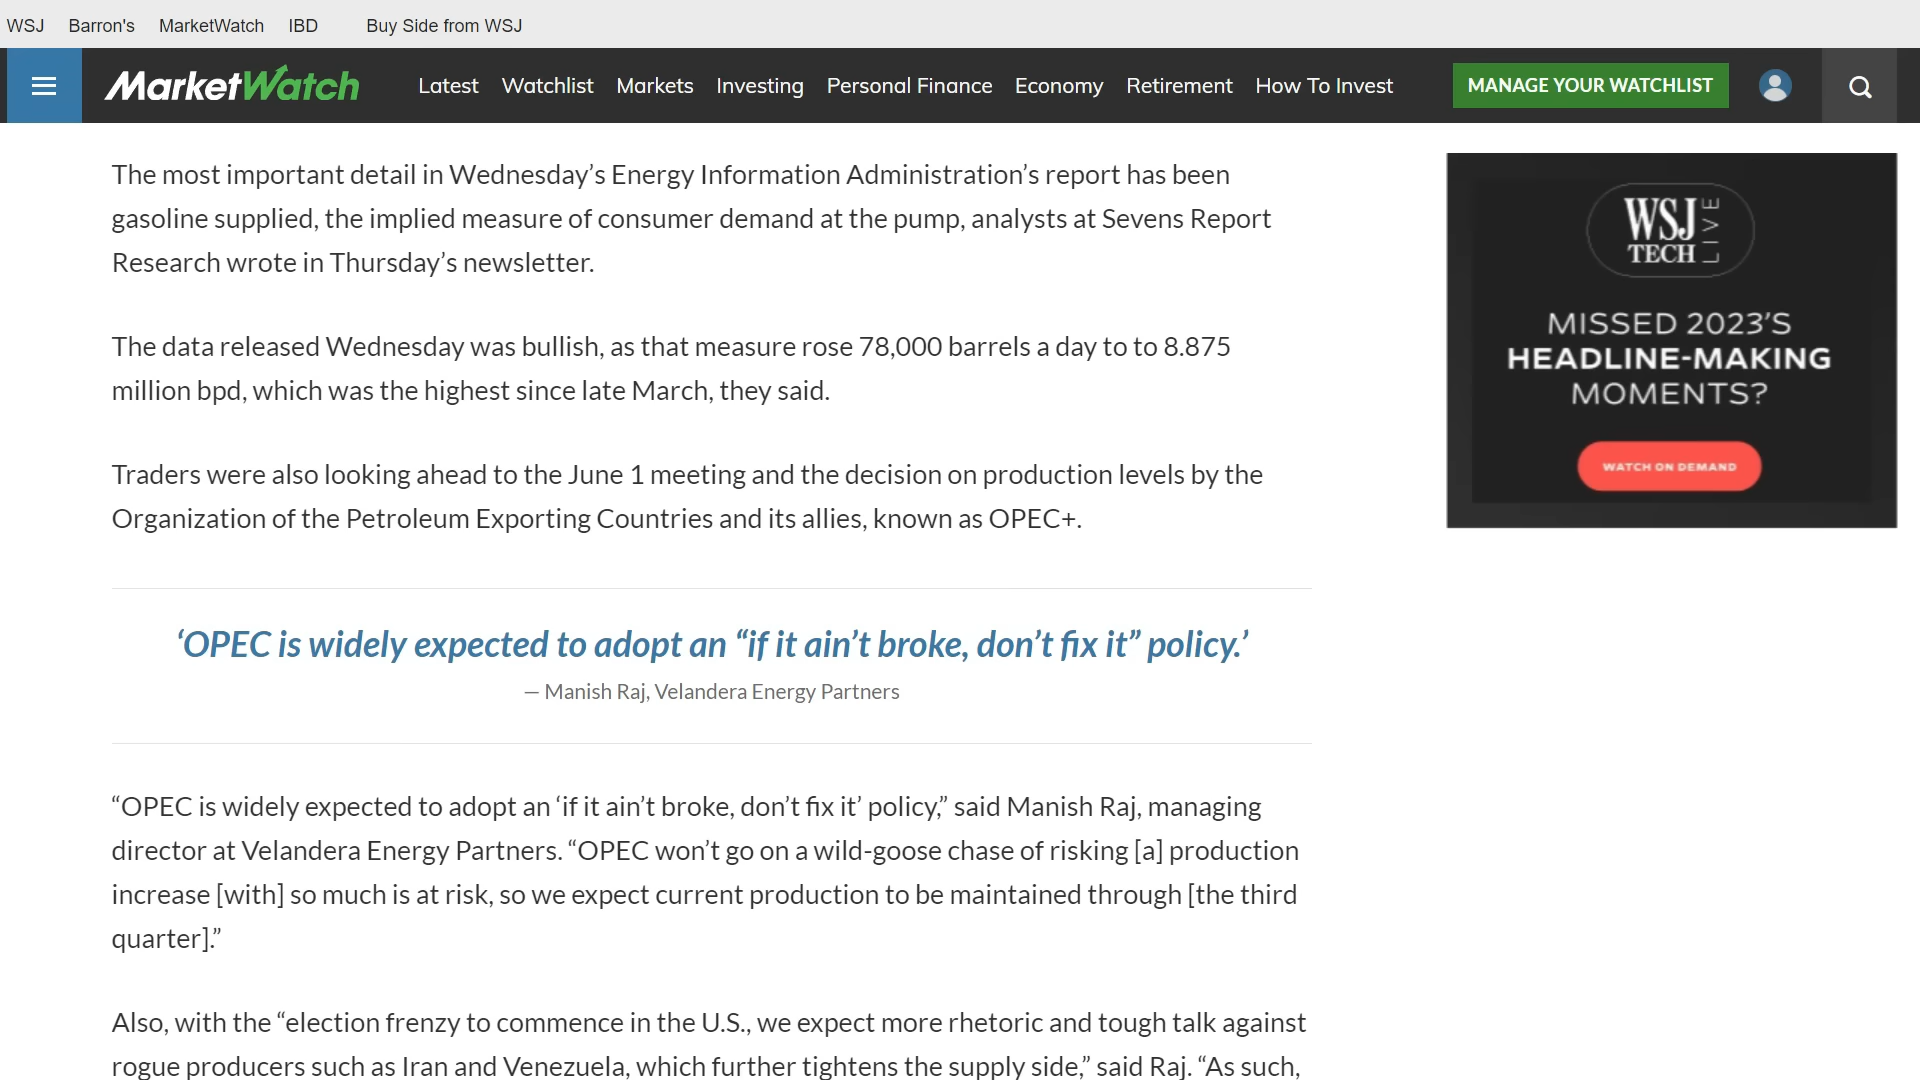 WSJ Barron's MarketWatch IBD Buy Side from WSJ
MarketWatch Latest Watchlist Markets Investing Personal Finance Economy Retirement How To Invest MANAGE YOUR WATCHLIST
The most important detail in Wednesday’s Energy Information Administration’s report has been
gasoline supplied, the implied measure of consumer demand at the pump, analysts at Sevens Report
Research wrote in Thursday’s newsletter.
The data released Wednesday was bullish, as that measure rose 78,000 barrels a day to to 8.875
million bpd, which was the highest since late March, they said.
Traders were also looking ahead to the June 1 meeting and the decision on production levels by the
Organization of the Petroleum Exporting Countries and its allies, known as OPEC+.
‘OPEC is widely expected to adopt an “if it ain’t broke, don’t fix it” policy.’
— Manish Raj, Velandera Energy Partners
“OPEC is widely expected to adopt an ‘if it ain’t broke, don’t fix it’ policy,” said Manish Raj, managing
director at Velandera Energy Partners. “OPEC won’t go on a wild-goose chase of risking [a] production
increase [with] so much is at risk, so we expect current production to be maintained through [the third
quarter].”
Also, with the “election frenzy to commence in the U.S., we expect more rhetoric and tough talk against
rogue producers such as Iran and Venezuela, which further tightens the supply side,” said Raj. “As such,
WSJ
TECH
LIVE
MISSED 2023’S
HEADLINE-MAKING
MOMENTS?
WATCH ON DEMAND